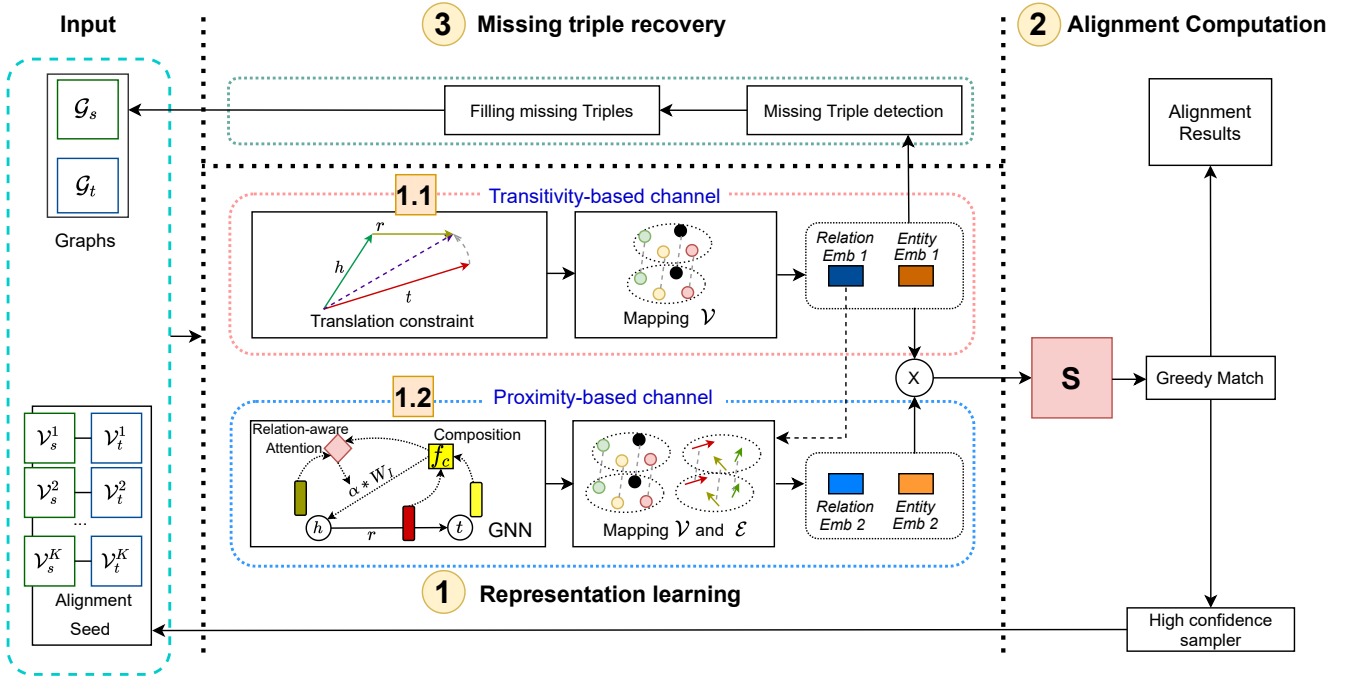 Input
3 Missing triple recovery
2 Alignment Computation
𝒢ₛ
𝒢ₜ
Graphs
Filling missing Triples
Missing Triple detection
Alignment
Results
1.1
Transitivity-based channel
r
h
t
Translation constraint
Mapping 𝒱
Relation
Emb 1
Entity
Emb 1
X
S
Greedy Match
1.2
Proximity-based channel
Relation-aware
Attention
Composition
f_c
α * W_I
h
r
t
GNN
Mapping 𝒱 and ℰ
Relation
Emb 2
Entity
Emb 2
𝒱ₛ¹ 𝒱ₜ¹
𝒱ₛ² 𝒱ₜ²
...
𝒱ₛᴷ 𝒱ₜᴷ
Alignment
Seed
1 Representation learning
High confidence
sampler